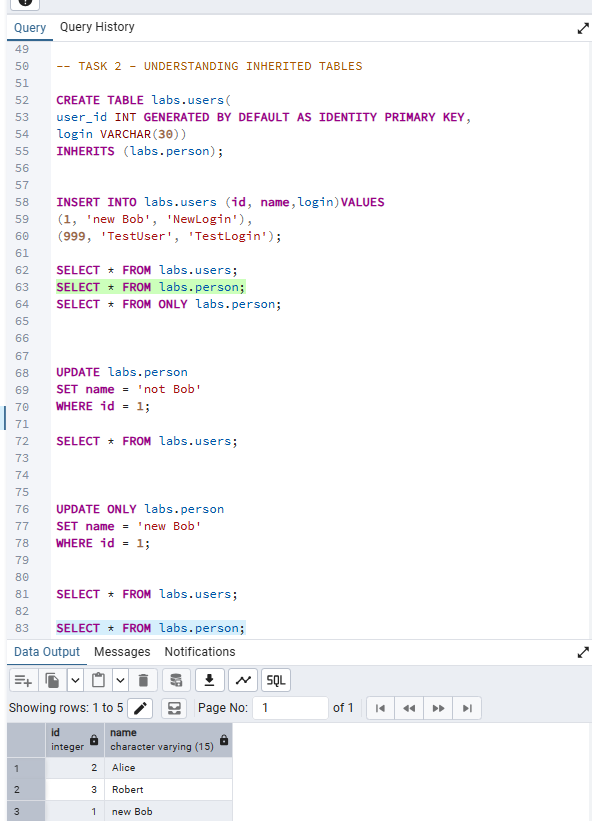 Query Query History
49
50 -- TASK 2 - UNDERSTANDING INHERITED TABLES
51
52 CREATE TABLE labs.users(
53 user_id INT GENERATED BY DEFAULT AS IDENTITY PRIMARY KEY,
54 login VARCHAR(30))
55 INHERITS (labs.person);
56
57
58 INSERT INTO labs.users (id, name,login)VALUES
59 (1, 'new Bob', 'NewLogin'),
60 (999, 'TestUser', 'TestLogin');
61
62 SELECT * FROM labs.users;
63 SELECT * FROM labs.person;
64 SELECT * FROM ONLY labs.person;
65
66
67
68 UPDATE labs.person
69 SET name = 'not Bob'
70 WHERE id = 1;
71
72 SELECT * FROM labs.users;
73
74
75
76 UPDATE ONLY labs.person
77 SET name = 'new Bob'
78 WHERE id = 1;
79
80
81 SELECT * FROM labs.users;
82
83 SELECT * FROM labs.person;
Data Output Messages Notifications
SQL
Showing rows: 1 to 5 Page No: 1 of 1
id name
integer character varying (15)
1 2 Alice
2 3 Robert
3 1 new Bob